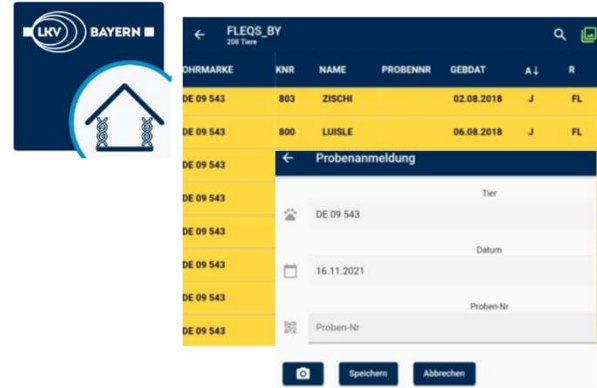 LKV BAYERN
FLEQS_BY
208 Tiere
OHRMARKE KNR NAME PROBENNR GEBDAT A↓ R
DE 09 543 803 ZISCHI 02.08.2018 J FL
DE 09 543 800 LUISLE 06.08.2018 J FL
DE 09 543
DE 09 543
DE 09 543
DE 09 543
DE 09 543
DE 09 543
Probenanmeldung
Tier
DE 09 543
Datum
16.11.2021
Proben-Nr
Proben-Nr
Speichern Abbrechen